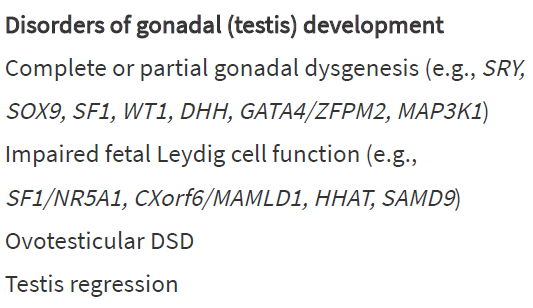 Disorders of gonadal (testis) development
Complete or partial gonadal dysgenesis (e.g., SRY,
SOX9, SF1, WT1, DHH, GATA4/ZFPM2, MAP3K1)
Impaired fetal Leydig cell function (e.g.,
SF1/NR5A1, CXorf6/MAMLD1, HHAT, SAMD9)
Ovotesticular DSD
Testis regression